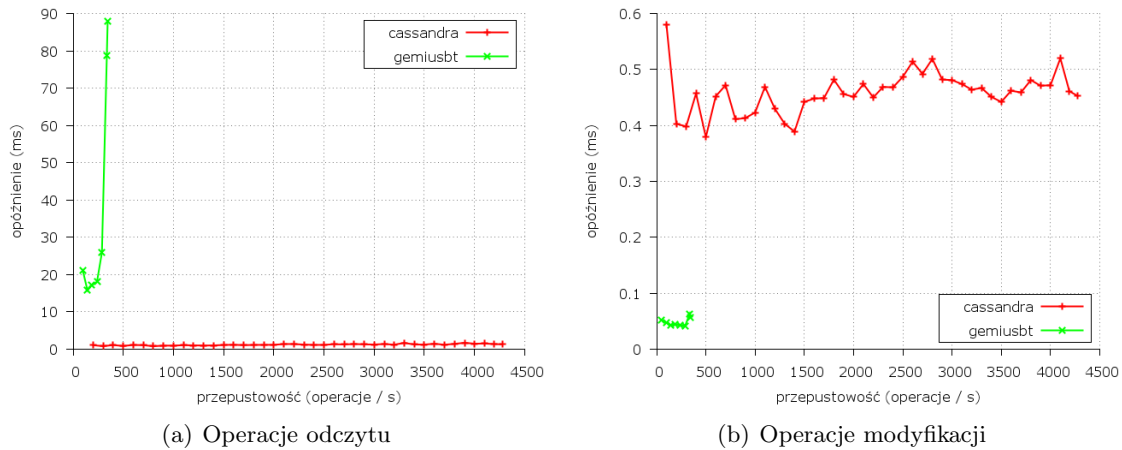 90
80
70
60
50
40
30
20
10
0
opóźnienie (ms)
cassandra
gemiusbt
0 500 1000 1500 2000 2500 3000 3500 4000 4500
przepustowość (operacje / s)
(a) Operacje odczytu
0.6
0.5
0.4
0.3
0.2
0.1
0
opóźnienie (ms)
cassandra
gemiusbt
0 500 1000 1500 2000 2500 3000 3500 4000 4500
przepustowość (operacje / s)
(b) Operacje modyfikacji